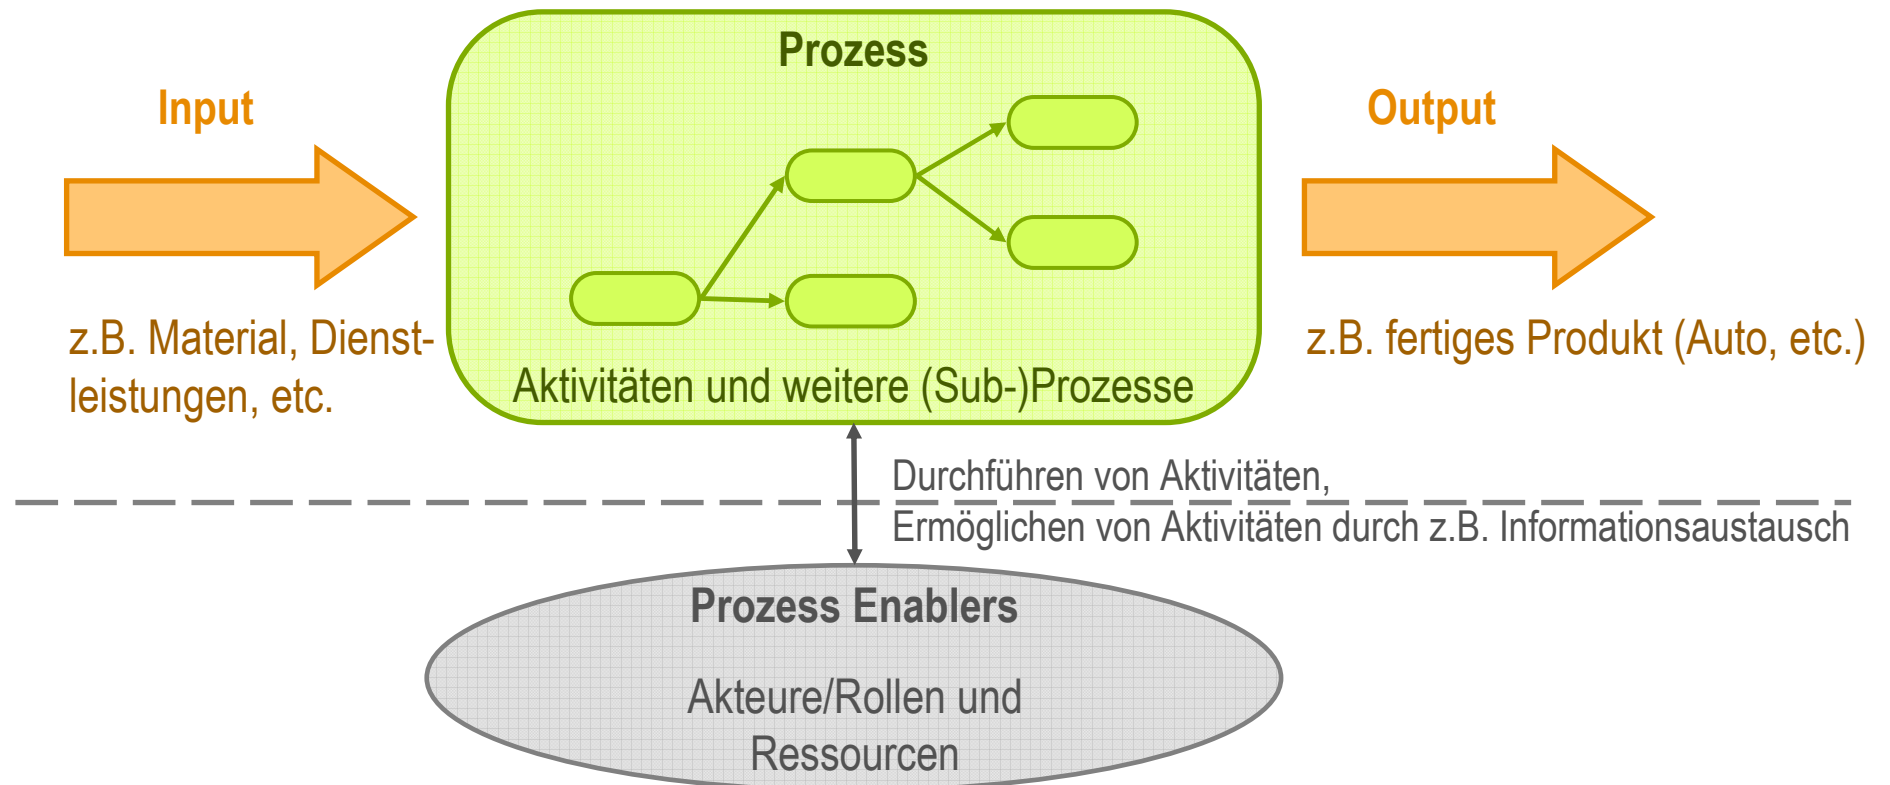 Prozess
Input
Output
z.B. Material, Dienst-
leistungen, etc.
z.B. fertiges Produkt (Auto, etc.)
Aktivitäten und weitere (Sub-)Prozesse
Durchführen von Aktivitäten,
Ermöglichen von Aktivitäten durch z.B. Informationsaustausch
Prozess Enablers
Akteure/Rollen und
Ressourcen